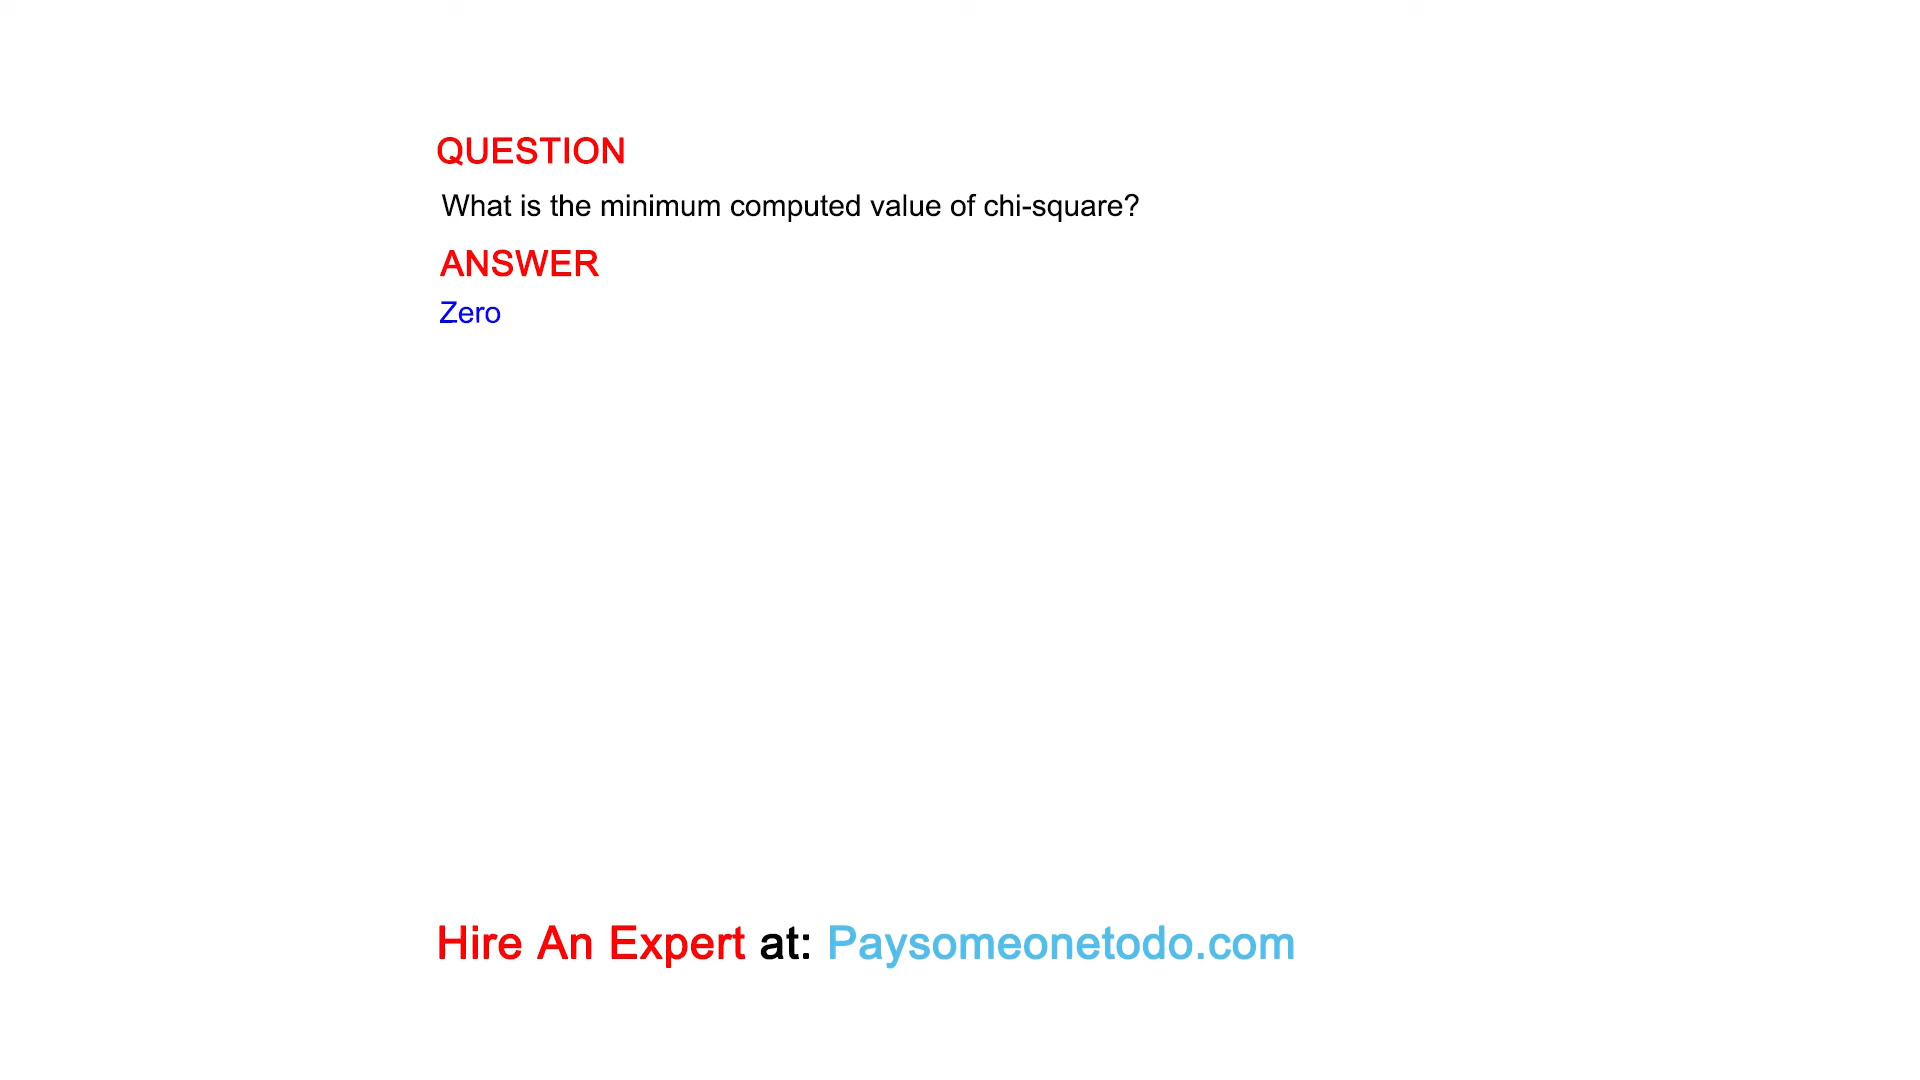 QUESTION
What is the minimum computed value of chi-square?
ANSWER
Zero
Hire An Expert at: Paysomeonetodo.com